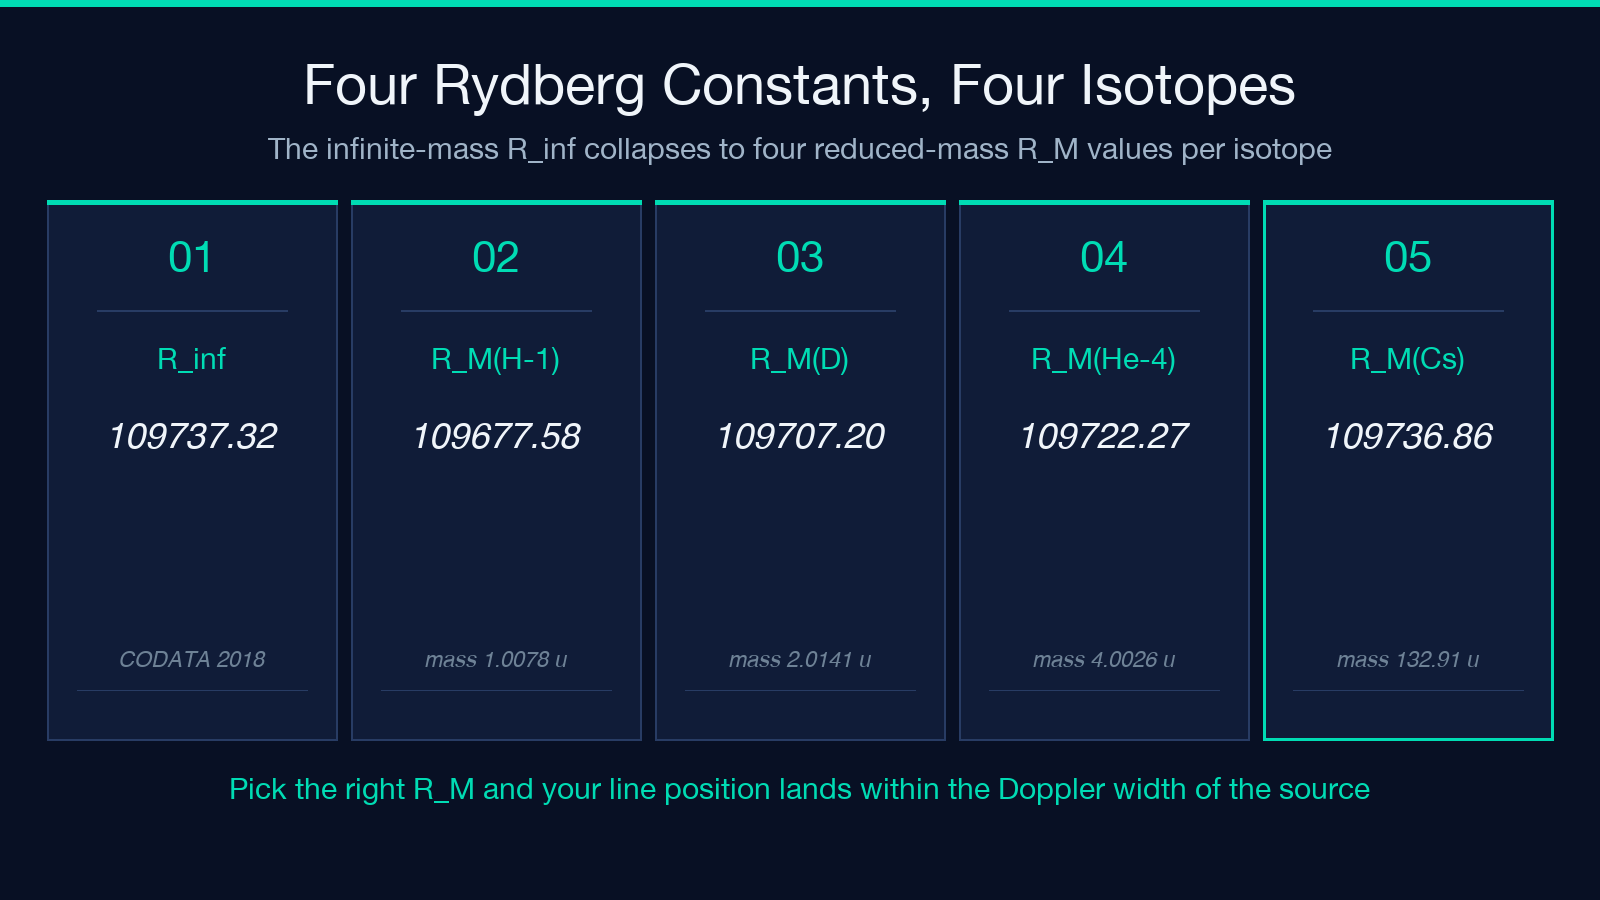 Four Rydberg Constants, Four Isotopes
The infinite-mass R_inf collapses to four reduced-mass R_M values per isotope
01
R_inf
109737.32
CODATA 2018
02
R_M(H-1)
109677.58
mass 1.0078 u
03
R_M(D)
109707.20
mass 2.0141 u
04
R_M(He-4)
109722.27
mass 4.0026 u
05
R_M(Cs)
109736.86
mass 132.91 u
Pick the right R_M and your line position lands within the Doppler width of the source